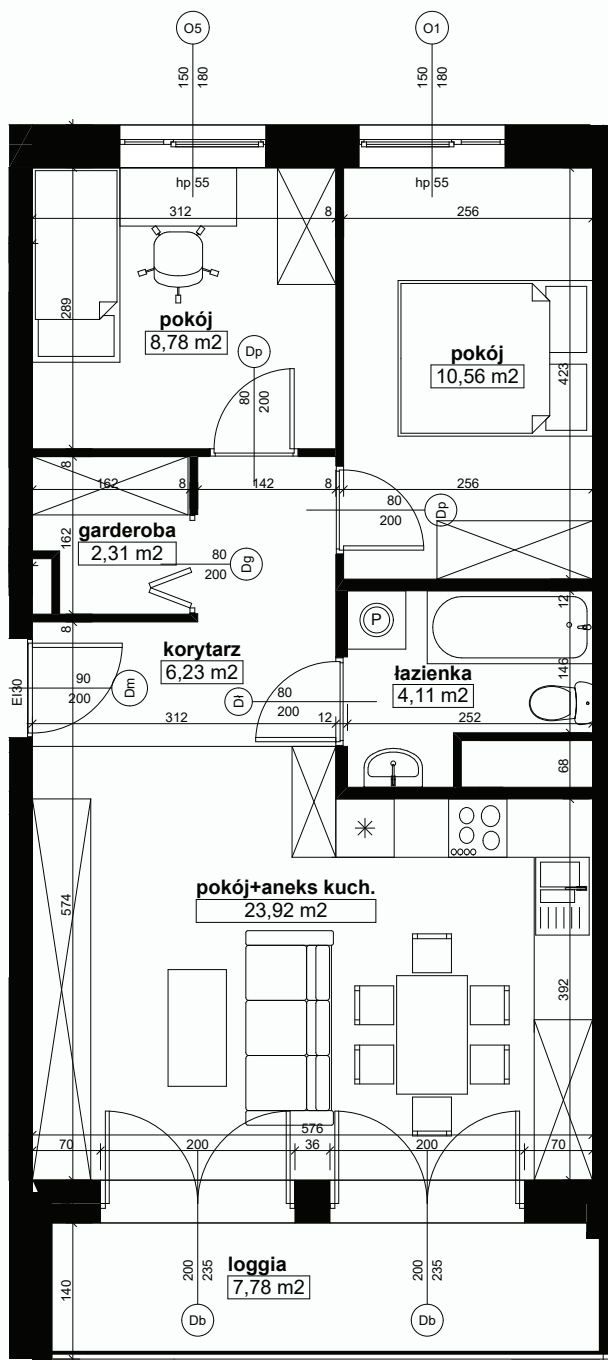 O5
O1
150
180
150
180
hp 55
hp 55
312
8
256
289
pokój
8,78 m2
Dp
80
200
pokój
10,56 m2
423
8
162
8
142
8
256
80
200
Dp
162
garderoba
2,31 m2
80
200
Dg
8
12
P
korytarz
6,23 m2
łazienka
4,11 m2
146
EI30
90
200
Dm
Dł
80
200
312
12
252
68
574
pokój+aneks kuch.
23,92 m2
392
576
70
200
36
200
70
loggia
7,78 m2
200
235
200
235
140
Db
Db